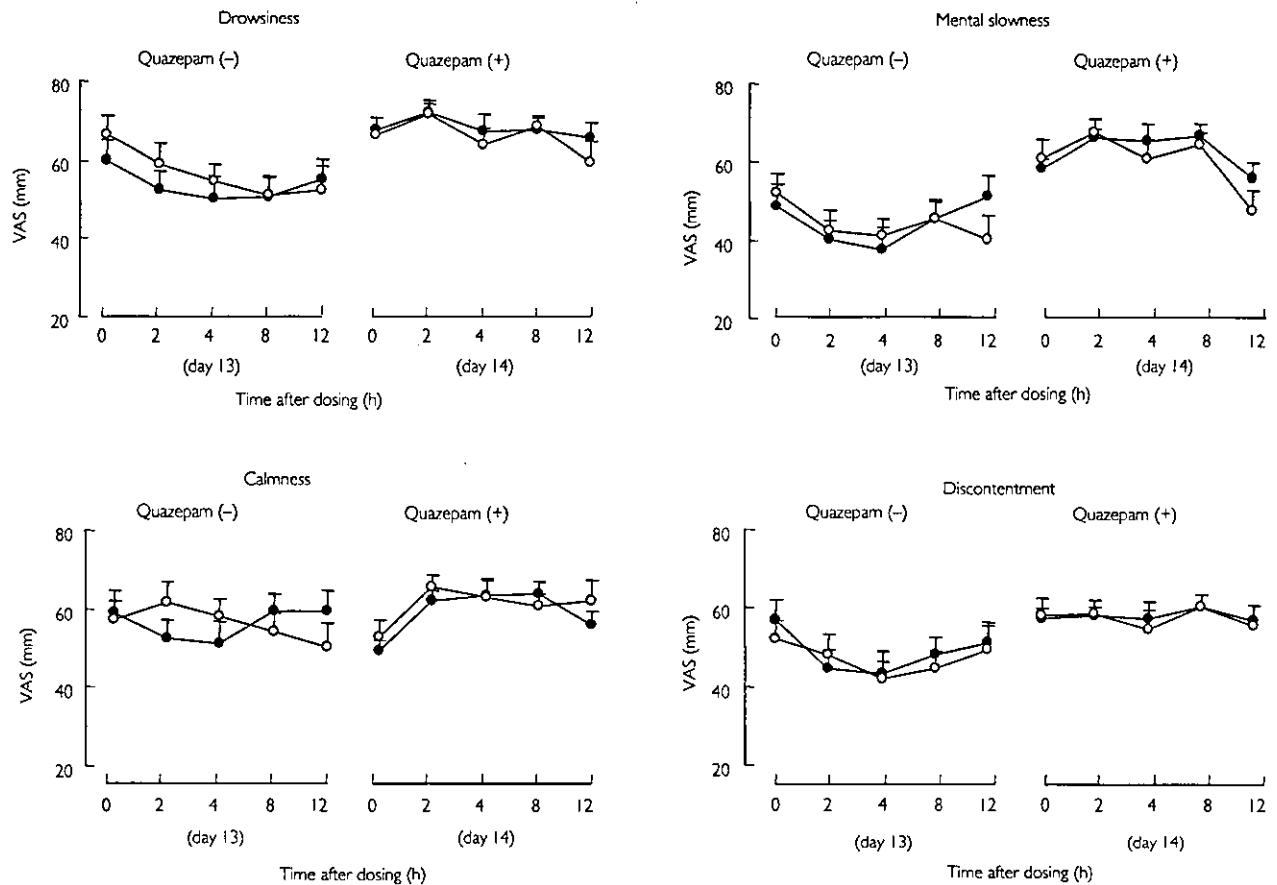 Drowsiness
Quazepam (–) Quazepam (+)
80
60
40
20
VAS (mm)
0 2 4 8 12 0 2 4 8 12
(day 13) (day 14)
Time after dosing (h)
Mental slowness
Quazepam (–) Quazepam (+)
80
60
40
20
VAS (mm)
0 2 4 8 12 0 2 4 8 12
(day 13) (day 14)
Time after dosing (h)
Calmness
Quazepam (–) Quazepam (+)
80
60
40
20
VAS (mm)
0 2 4 8 12 0 2 4 8 12
(day 13) (day 14)
Time after dosing (h)
Discontentment
Quazepam (–) Quazepam (+)
80
60
40
20
VAS (mm)
0 2 4 8 12 0 2 4 8 12
(day 13) (day 14)
Time after dosing (h)